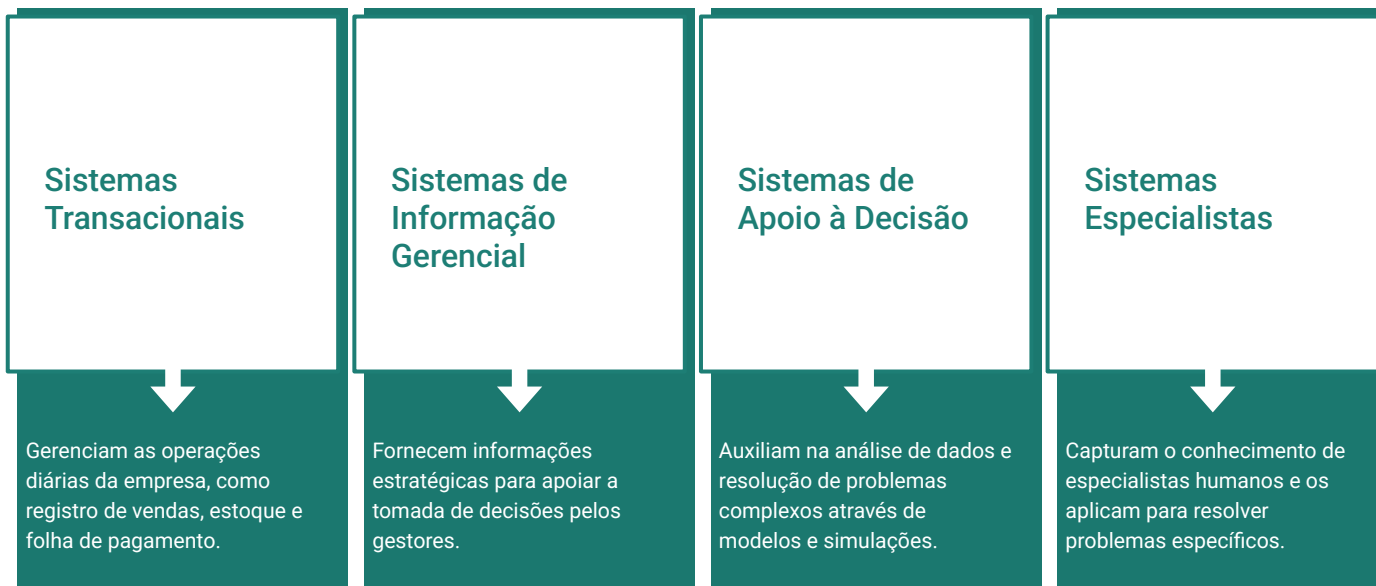 Sistemas
Transacionais
Gerenciam as operações
diárias da empresa, como
registro de vendas, estoque e
folha de pagamento.
Sistemas de
Informação
Gerencial
Fornecem informações
estratégicas para apoiar a
tomada de decisões pelos
gestores.
Sistemas de
Apoio à Decisão
Auxiliam na análise de dados e
resolução de problemas
complexos através de
modelos e simulações.
Sistemas
Especialistas
Capturam o conhecimento de
especialistas humanos e os
aplicam para resolver
problemas específicos.